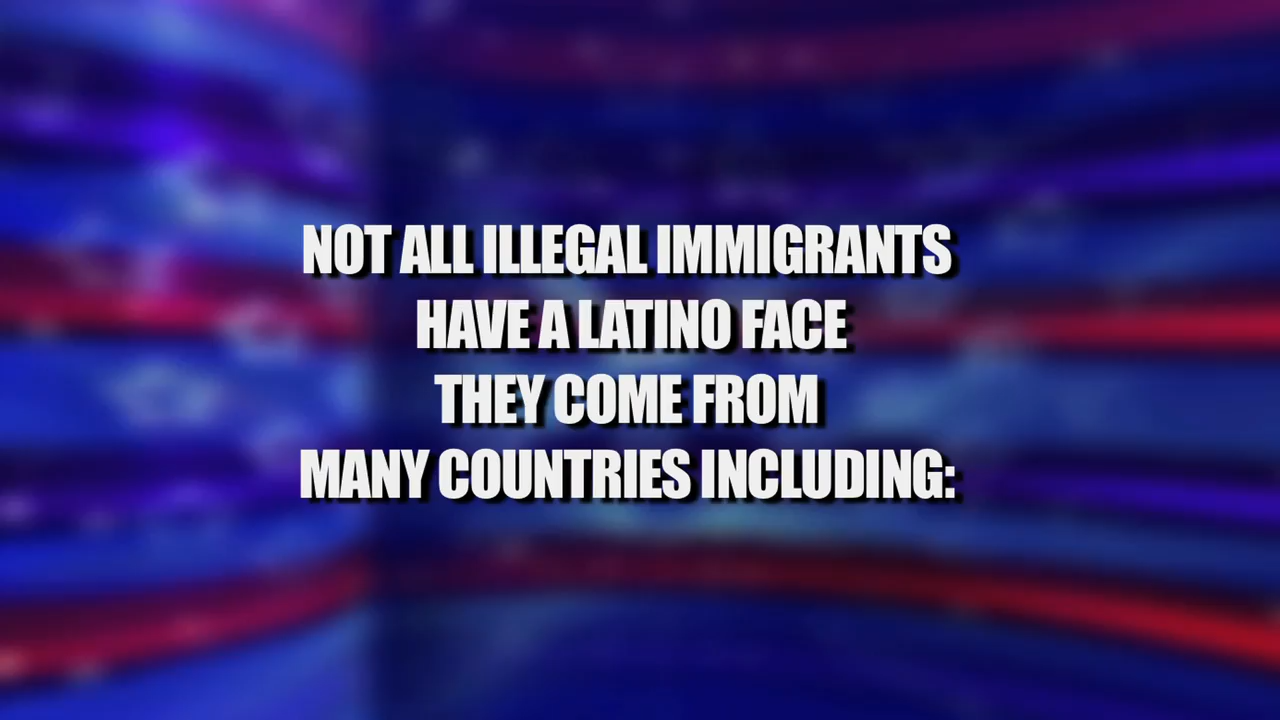 NOT ALL ILLEGAL IMMIGRANTS
HAVE A LATINO FACE
THEY COME FROM
MANY COUNTRIES INCLUDING: